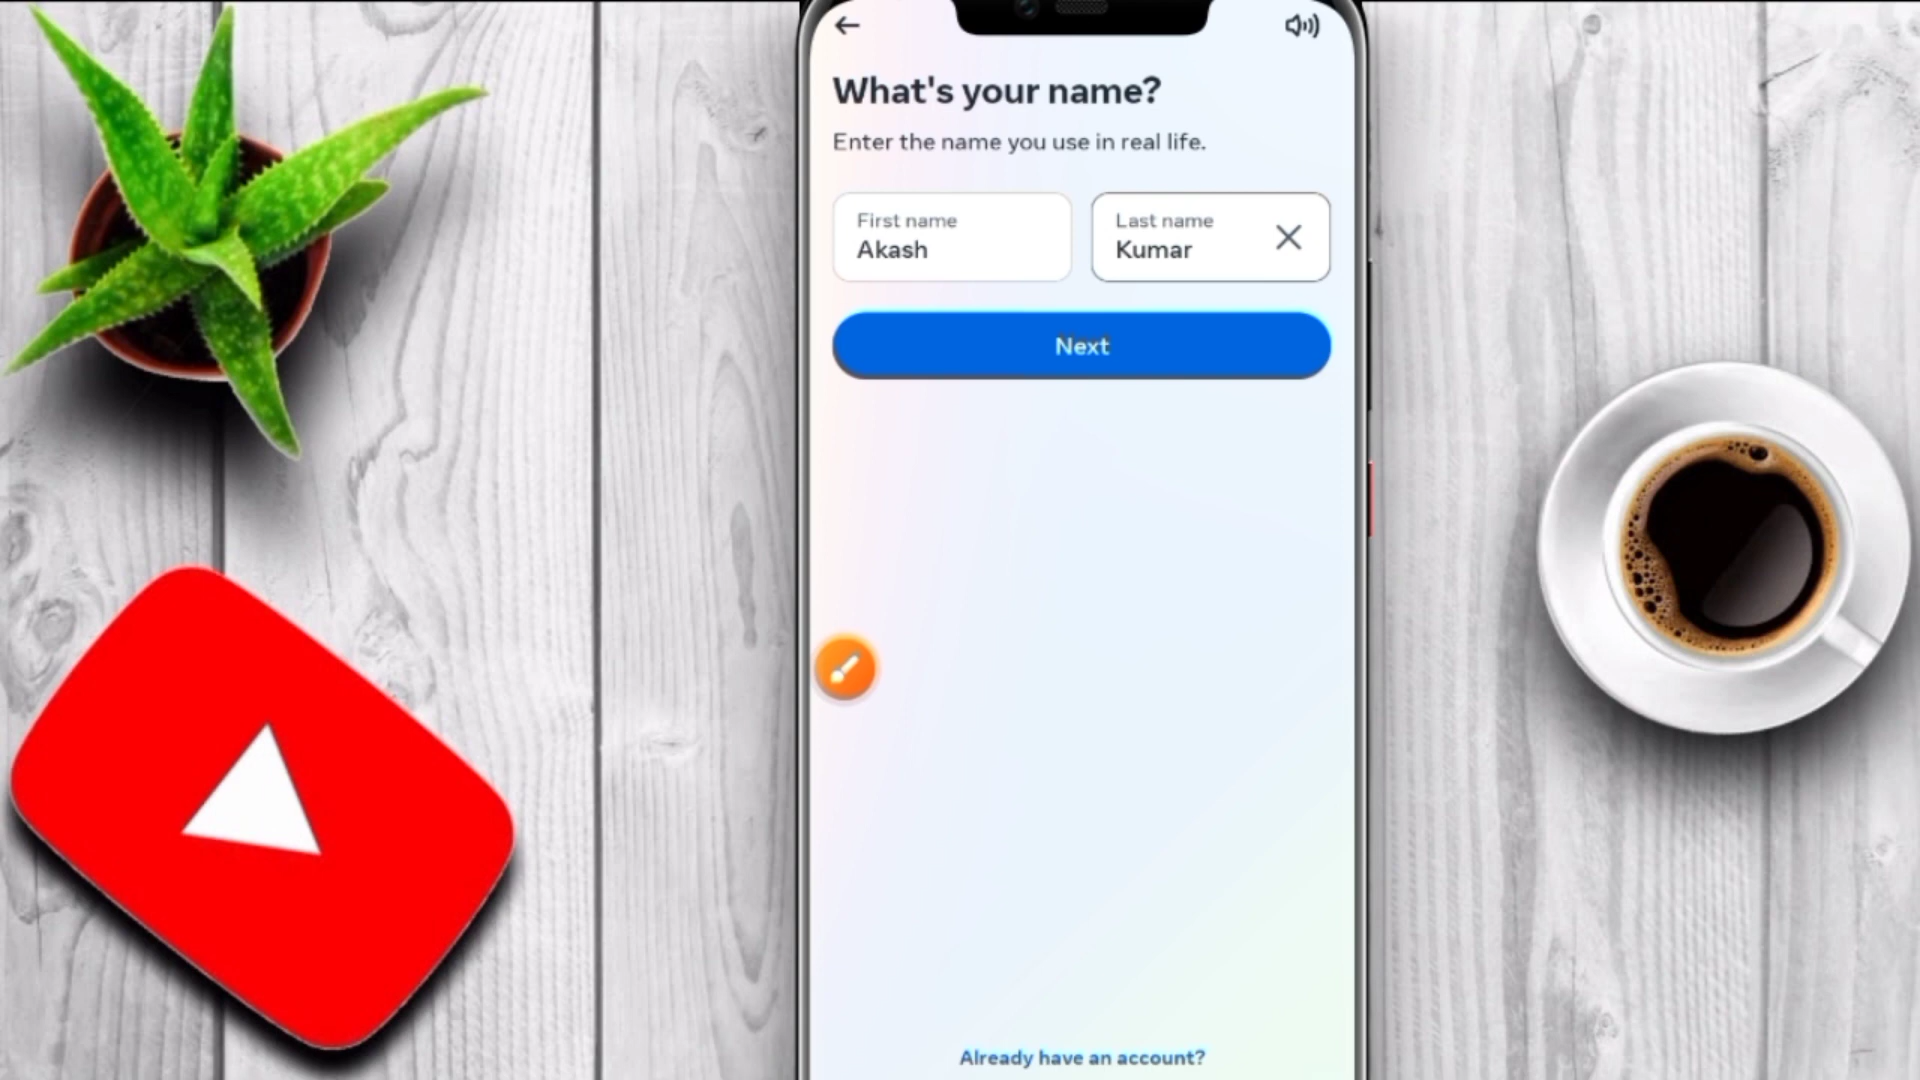 What's your name?
Enter the name you use in real life.
First name
Akash
Last name
Kumar
Next
Already have an account?